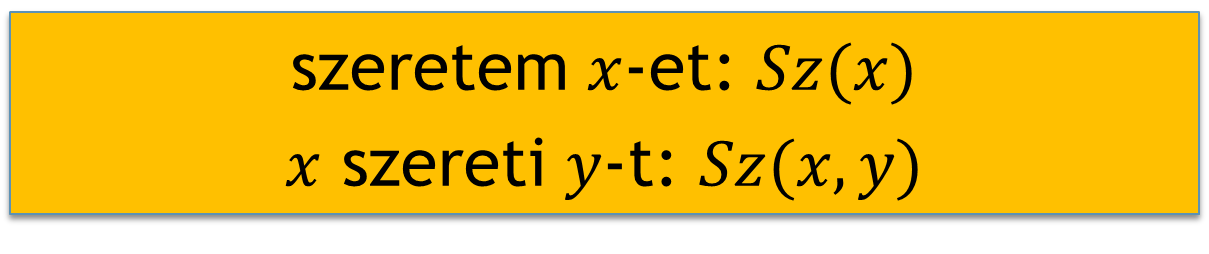 szeretem 𝑥-et: 𝑆𝑧(𝑥)
𝑥 szereti 𝑦-t: 𝑆𝑧(𝑥, 𝑦)